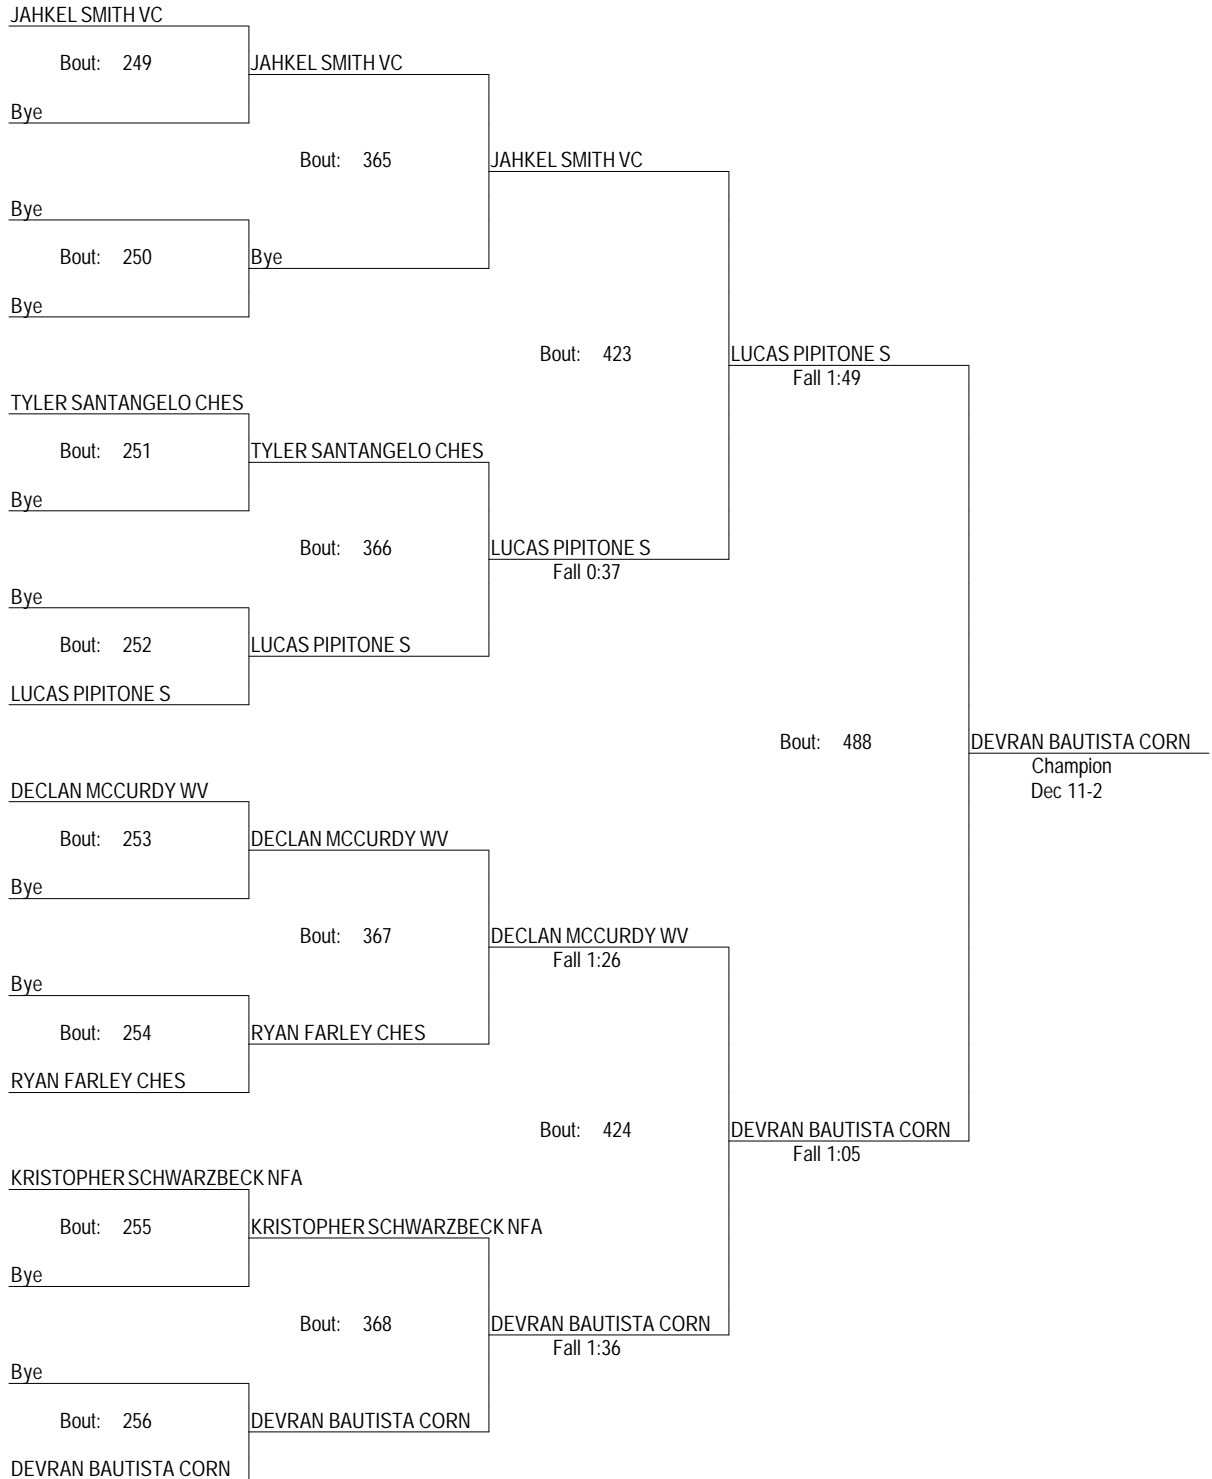 JAHKEL SMITH VC
Bout: 249
JAHKEL SMITH VC
Bye
Bout: 365
JAHKEL SMITH VC
Bye
Bout: 250
Bye
Bye
Bout: 423
LUCAS PIPITONE S
Fall 1:49
TYLER SANTANGELO CHES
Bout: 251
TYLER SANTANGELO CHES
Bye
Bout: 366
LUCAS PIPITONE S
Fall 0:37
Bye
Bout: 252
LUCAS PIPITONE S
LUCAS PIPITONE S
Bout: 488
DEVRAN BAUTISTA CORN
Champion
Dec 11-2
DECLAN MCCURDY WV
Bout: 253
DECLAN MCCURDY WV
Bye
Bout: 367
DECLAN MCCURDY WV
Fall 1:26
Bye
Bout: 254
RYAN FARLEY CHES
RYAN FARLEY CHES
Bout: 424
DEVRAN BAUTISTA CORN
Fall 1:05
KRISTOPHER SCHWARZBECK NFA
Bout: 255
KRISTOPHER SCHWARZBECK NFA
Bye
Bout: 368
DEVRAN BAUTISTA CORN
Fall 1:36
Bye
Bout: 256
DEVRAN BAUTISTA CORN
DEVRAN BAUTISTA CORN